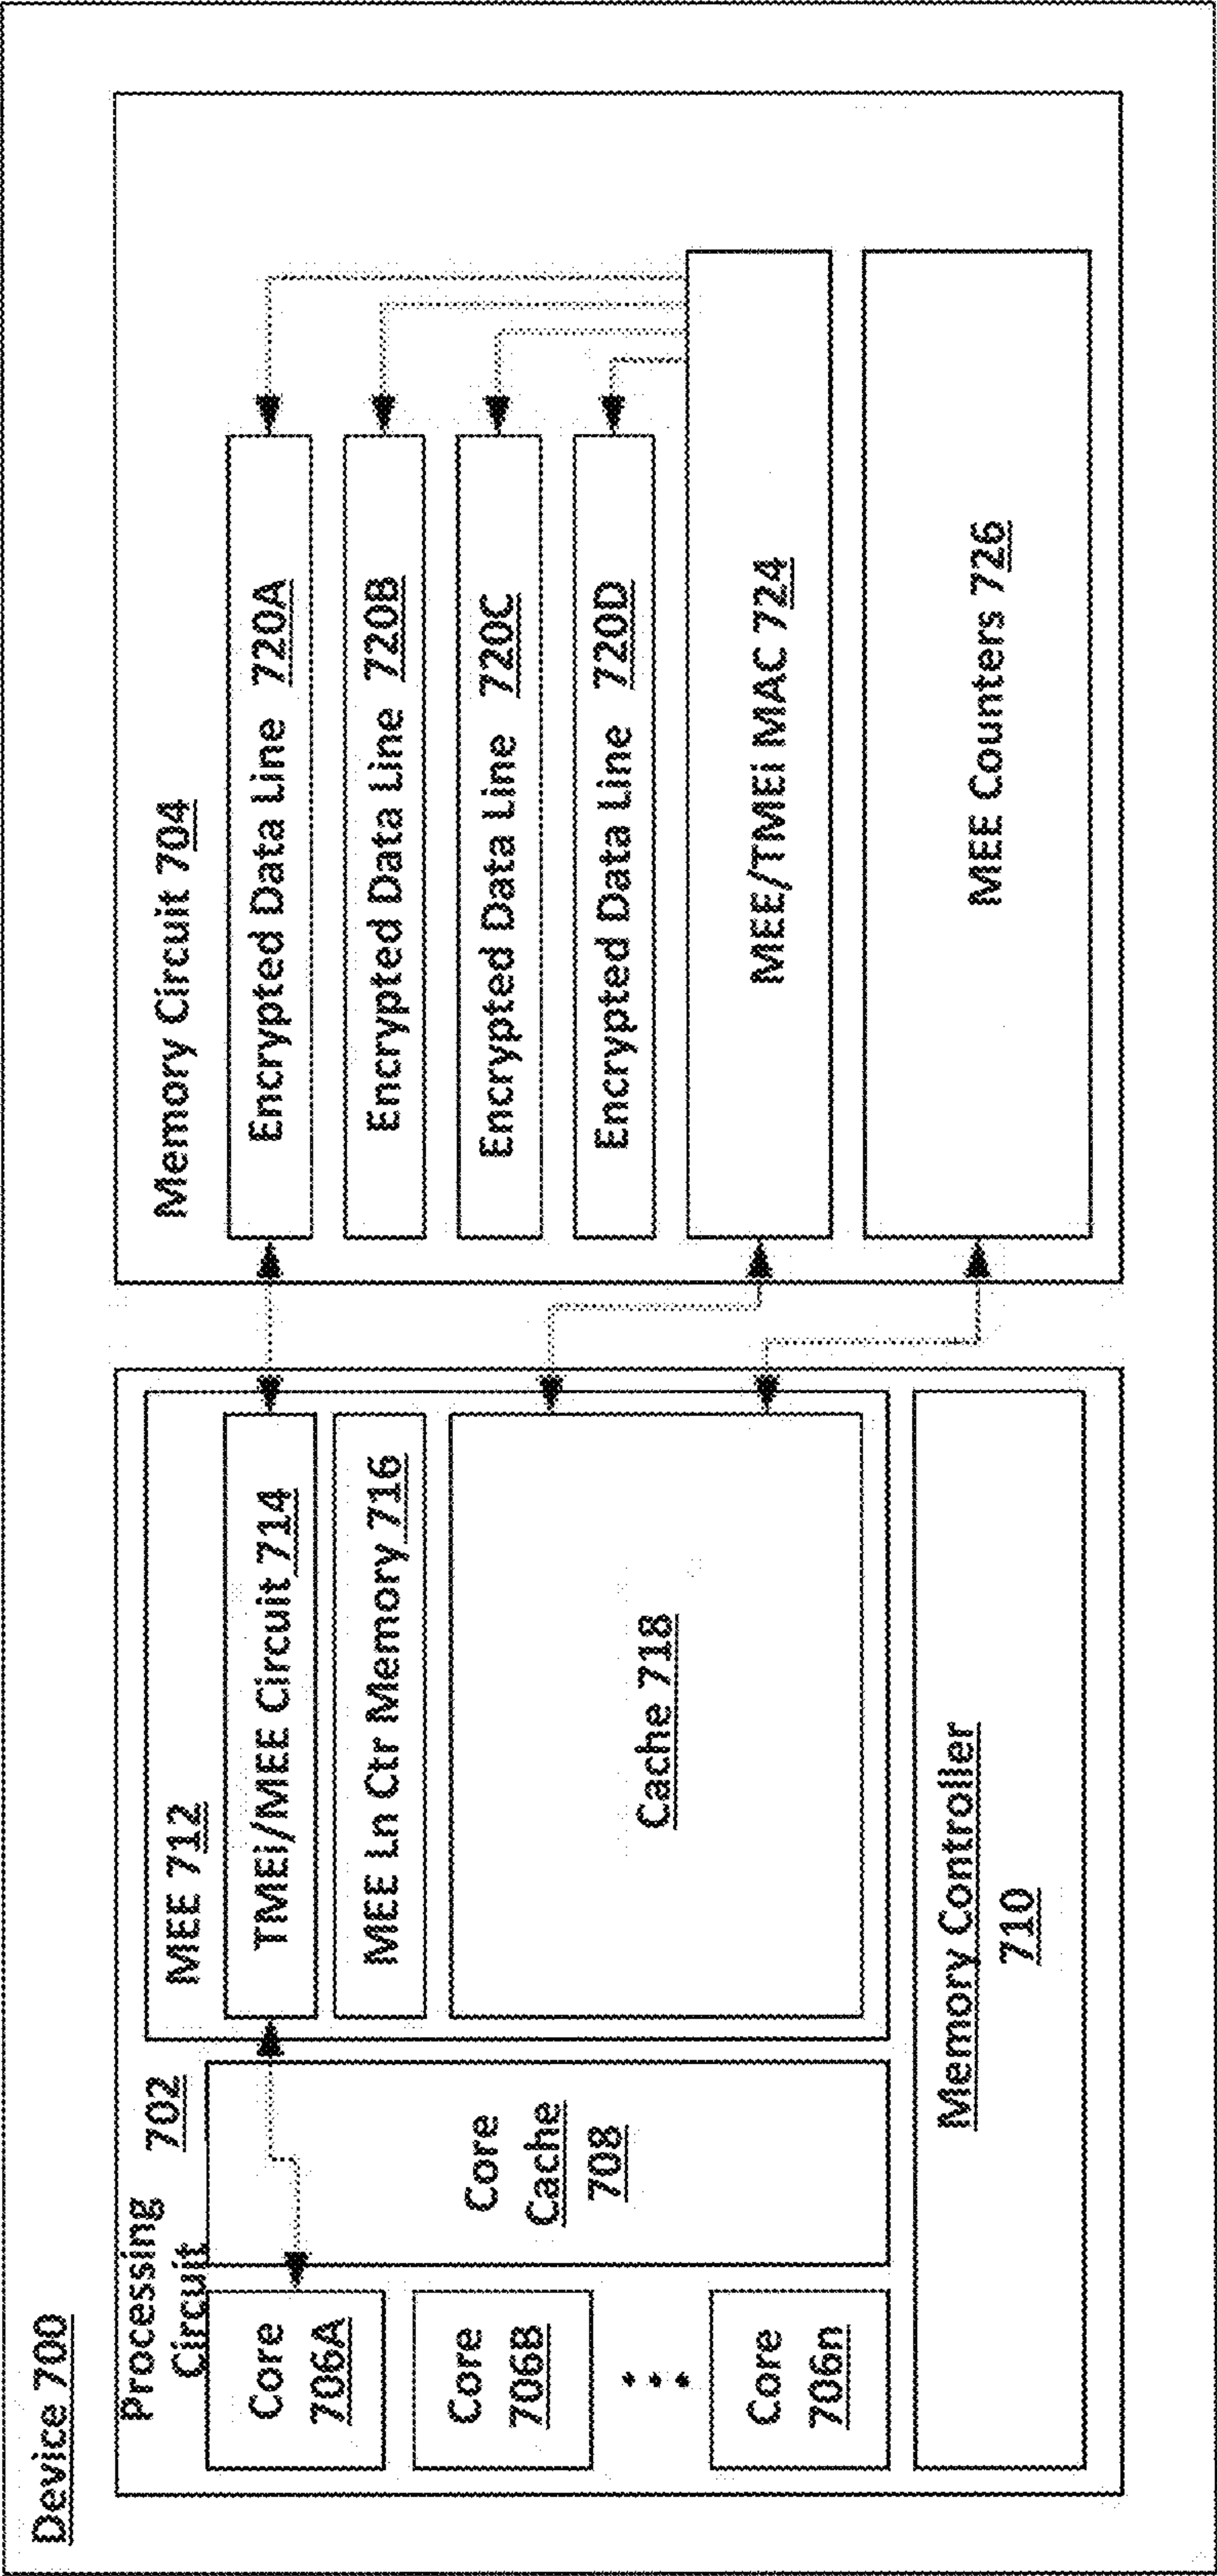 Device 700
Processing
Circuit
702
Core
706A
Core
706B
Core
706n
Core
Cache
708
MEE 712
TMEi/MEE Circuit 714
MEE Ln Ctr Memory 716
Cache 718
Memory Controller
710
Memory Circuit 704
Encrypted Data Line 720A
Encrypted Data Line 720B
Encrypted Data Line 720C
Encrypted Data Line 720D
MEE/TMEi MAC 724
MEE Counters 726